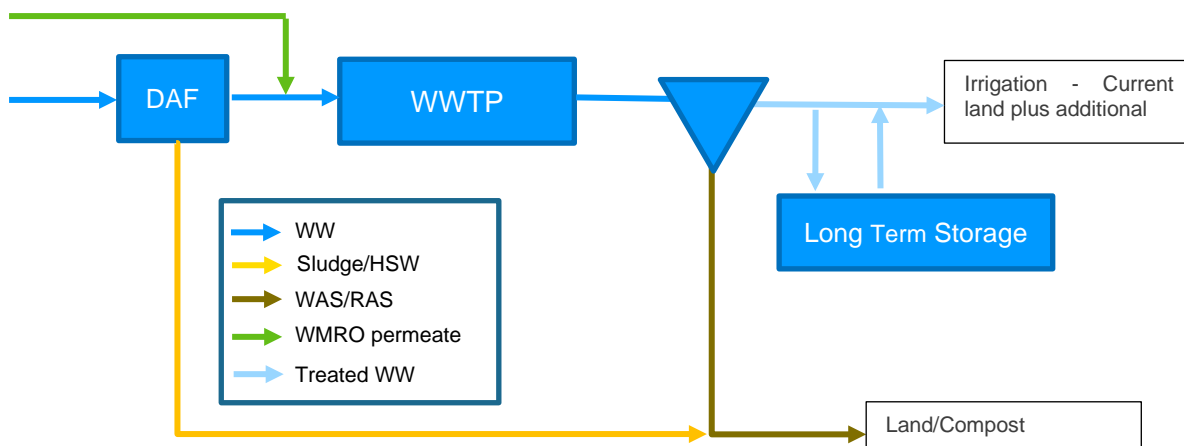 DAF
WWTP
Irrigation - Current
land plus additional
Long Term Storage
WW
Sludge/HSW
WAS/RAS
WMRO permeate
Treated WW
Land/Compost